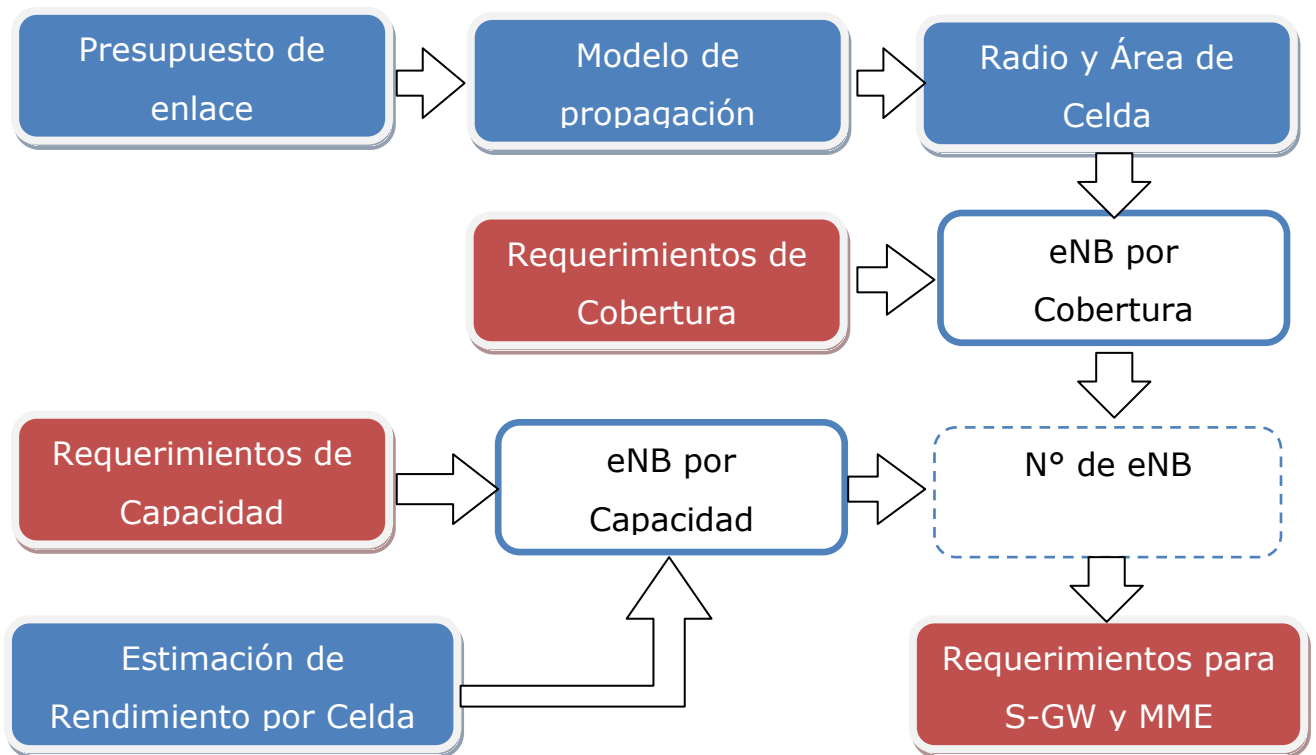 Presupuesto de
enlace
Modelo de
propagación
Radio y Área de
Celda
Requerimientos de
Cobertura
eNB por
Cobertura
Requerimientos de
Capacidad
eNB por
Capacidad
N° de eNB
Estimación de
Rendimiento por Celda
Requerimientos para
S-GW y MME